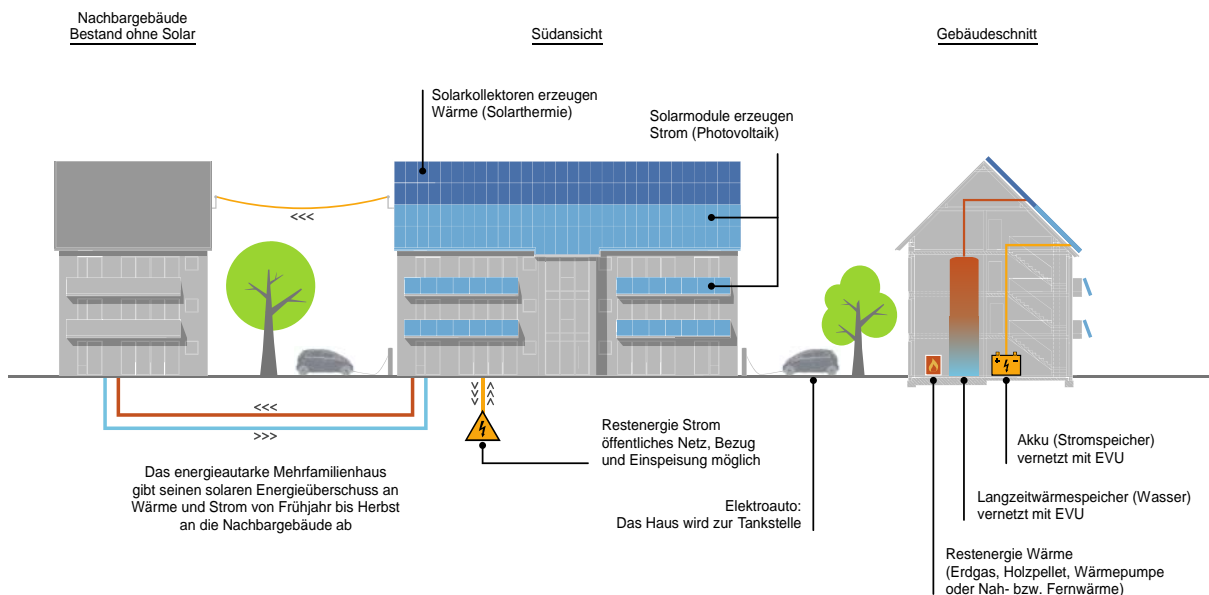 Nachbargebäude
Bestand ohne Solar
Südansicht
Gebäudeschnitt
Solarkollektoren erzeugen
Wärme (Solarthermie)
Solarmodule erzeugen
Strom (Photovoltaik)
<<<
<<<
>>>
>>>
>>>
Das energieautarke Mehrfamilienhaus
gibt seinen solaren Energieüberschuss an
Wärme und Strom von Frühjahr bis Herbst
an die Nachbargebäude ab
Restenergie Strom
öffentliches Netz, Bezug
und Einspeisung möglich
Elektroauto:
Das Haus wird zur Tankstelle
+ -
Akku (Stromspeicher)
vernetzt mit EVU
Langzeitwärmespeicher (Wasser)
vernetzt mit EVU
Restenergie Wärme
(Erdgas, Holzpellet, Wärmepumpe
oder Nah- bzw. Fernwärme)